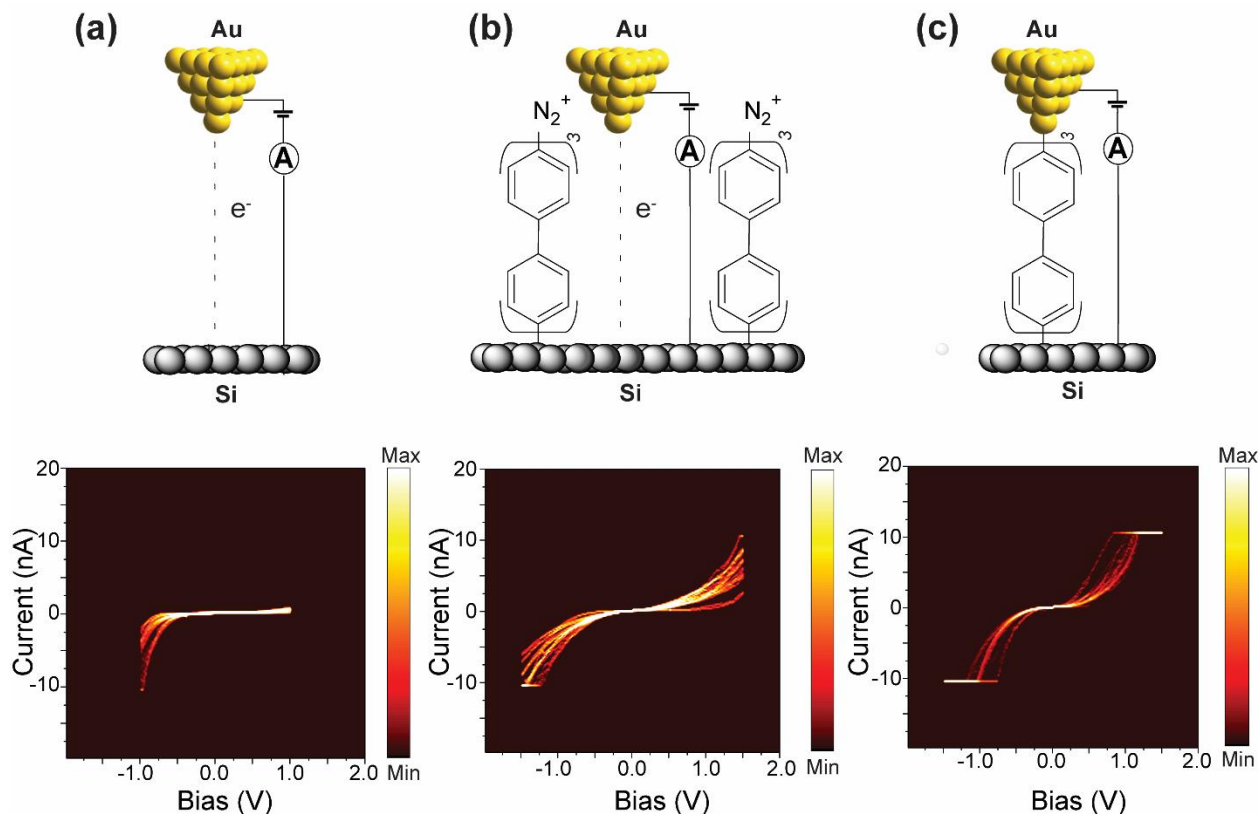 (a)
Au
A
e-
Si
(b)
Au
N2+
N2+
3
3
A
e-
Si
(c)
Au
3
A
Si
20
10
0
-10
Current (nA)
-1.0 0.0 1.0 2.0
Bias (V)
Max
Min
20
10
0
-10
Current (nA)
-1.0 0.0 1.0 2.0
Bias (V)
Max
Min
20
10
0
-10
Current (nA)
-1.0 0.0 1.0 2.0
Bias (V)
Max
Min